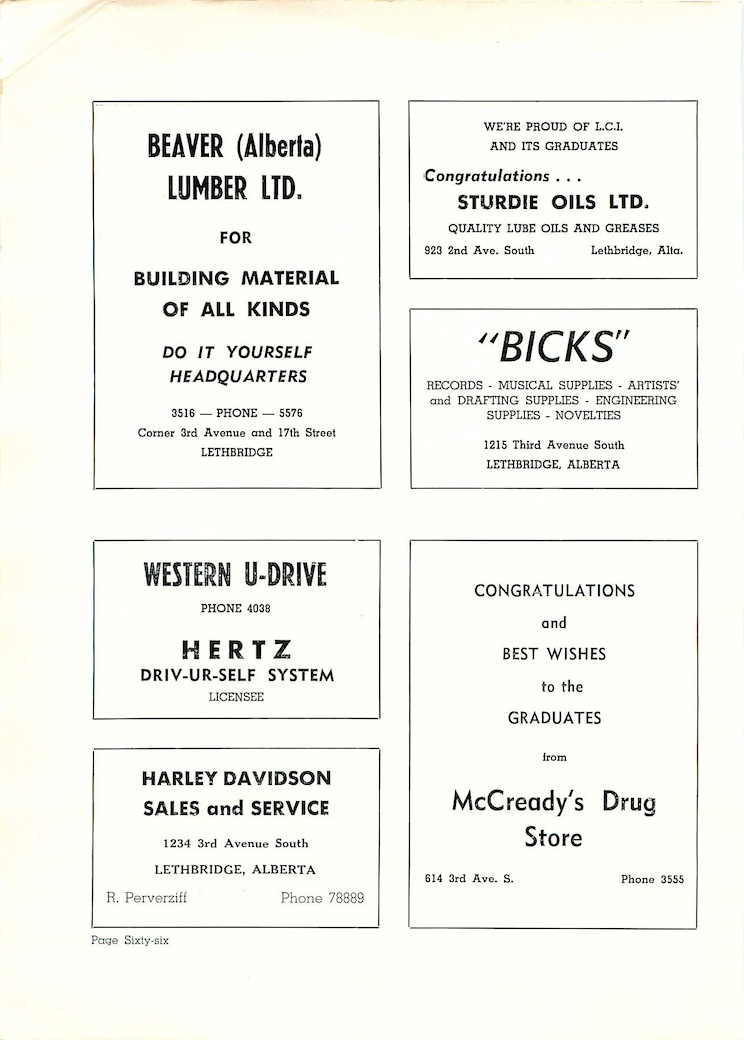 BEAVER (Alberta)
LUMBER LTD.
FOR
BUILDING MATERIAL
OF ALL KINDS
DO IT YOURSELF
HEADQUARTERS
3516 — PHONE — 5576
Corner 3rd Avenue and 17th Street
LETHBRIDGE
WE'RE PROUD OF L.C.I.
AND ITS GRADUATES
Congratulations . . .
STURDIE OILS LTD.
QUALITY LUBE OILS AND GREASES
923 2nd Ave. South Lethbridge, Alta.
"BICKS"
RECORDS - MUSICAL SUPPLIES - ARTISTS'
and DRAFTING SUPPLIES - ENGINEERING
SUPPLIES - NOVELTIES
1215 Third Avenue South
LETHBRIDGE, ALBERTA
WESTERN U-DRIVE
PHONE 4038
HERTZ
DRIV-UR-SELF SYSTEM
LICENSEE
HARLEY DAVIDSON
SALES and SERVICE
1234 3rd Avenue South
LETHBRIDGE, ALBERTA
R. Perverziff Phone 78889
CONGRATULATIONS
and
BEST WISHES
to the
GRADUATES
from
McCready's Drug
Store
614 3rd Ave. S. Phone 3555
Page Sixty-six